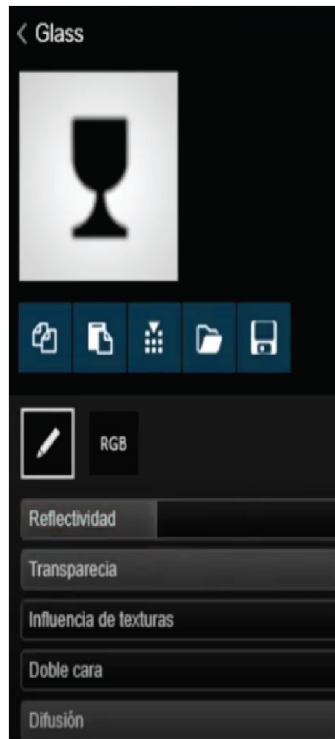 Glass
RGB
Reflectividad
Transparecia
Influencia de texturas
Doble cara
Difusión